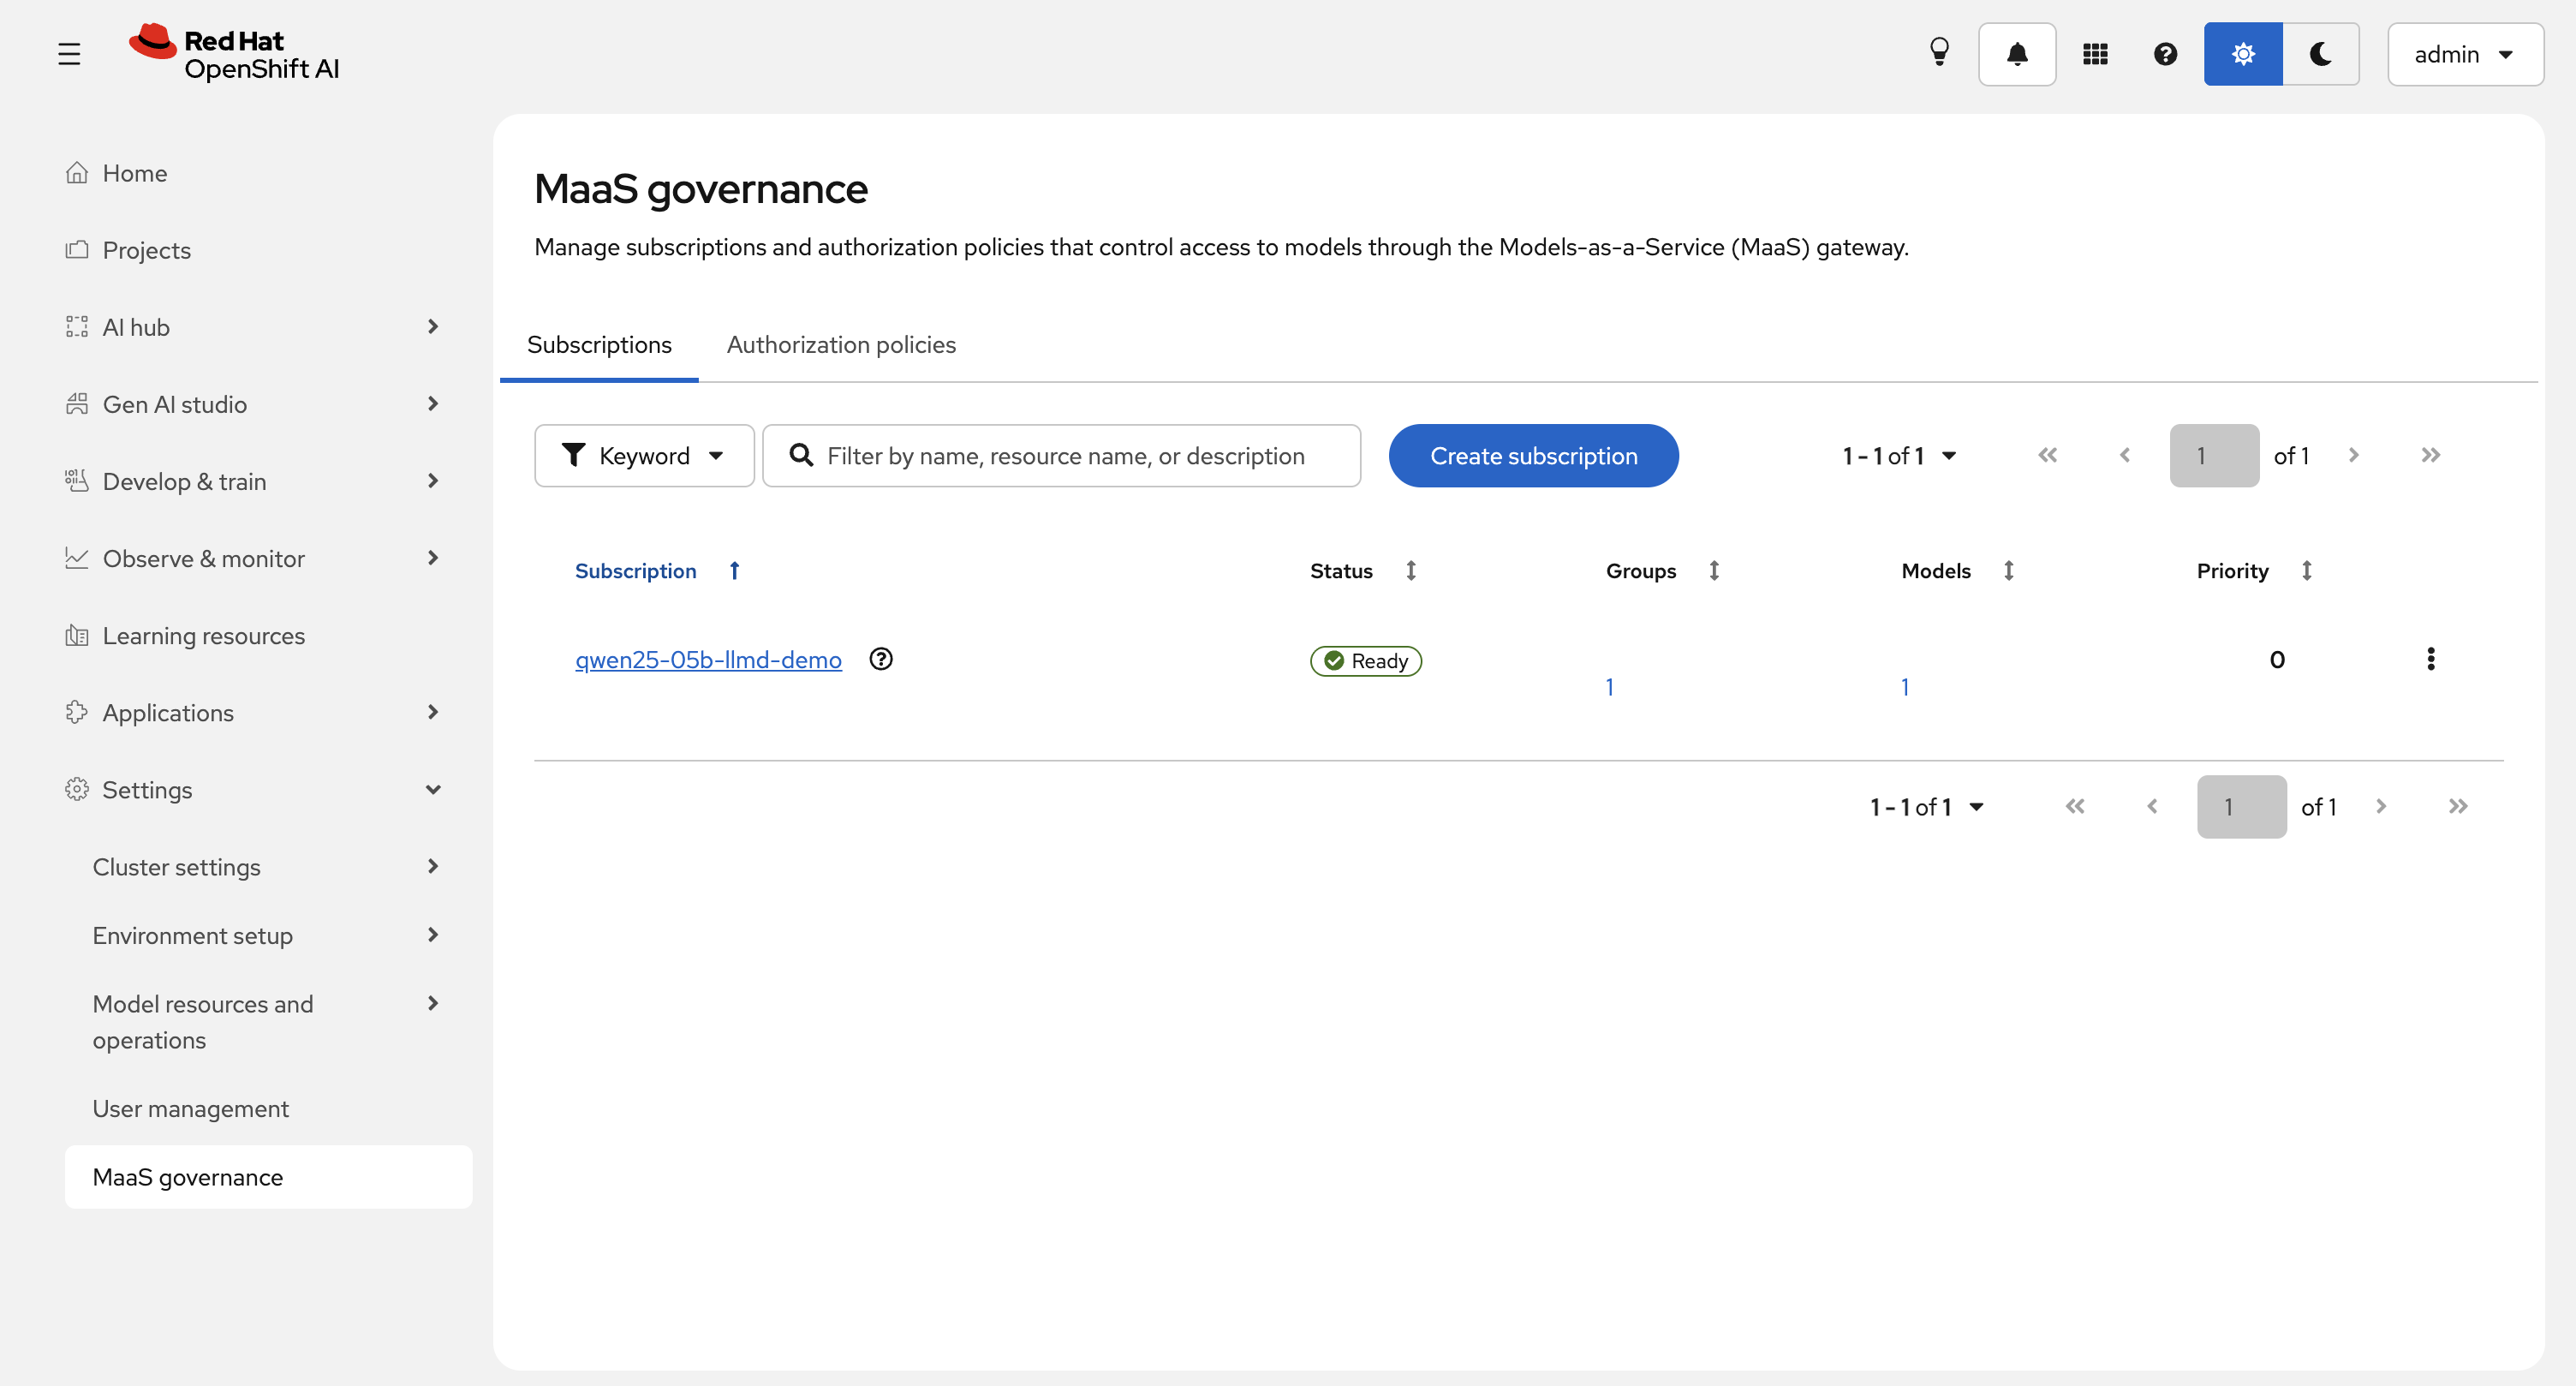 Red Hat
OpenShift AI
admin
Home
Projects
AI hub
Gen AI studio
Develop & train
Observe & monitor
Learning resources
Applications
Settings
Cluster settings
Environment setup
Model resources and
operations
User management
MaaS governance
MaaS governance
Manage subscriptions and authorization policies that control access to models through the Models-as-a-Service (MaaS) gateway.
Subscriptions Authorization policies
Keyword Filter by name, resource name, or description Create subscription 1 - 1 of 1 1 of 1
Subscription Status Groups Models Priority
qwen25-05b-llmd-demo Ready 1 1 0
1 - 1 of 1 1 of 1